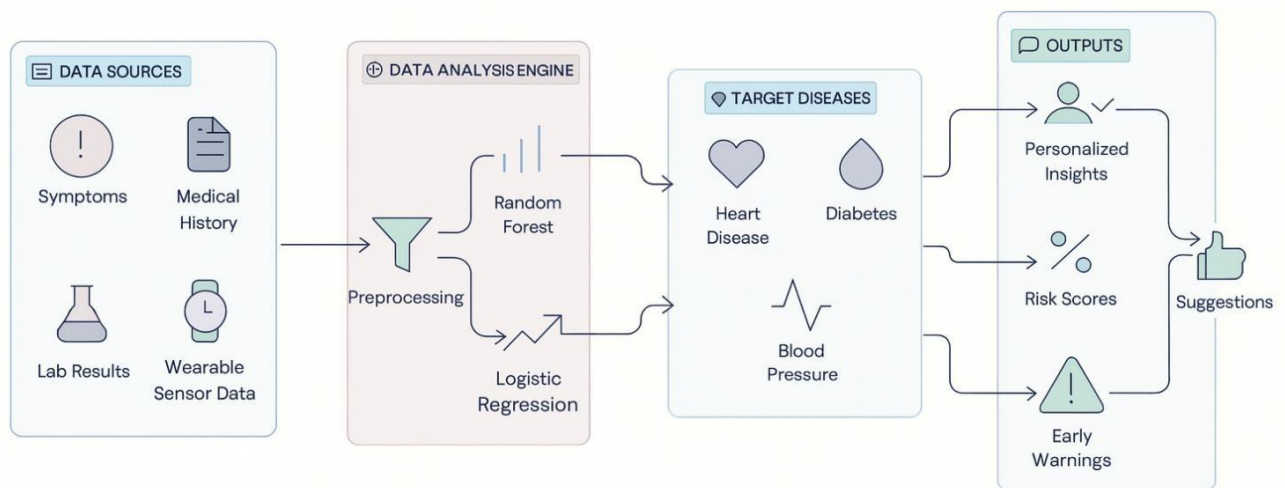 DATA SOURCES
Symptoms
Medical
History
Lab Results
Wearable
Sensor Data
DATA ANALYSIS ENGINE
Preprocessing
Random
Forest
Logistic
Regression
TARGET DISEASES
Heart
Disease
Diabetes
Blood
Pressure
OUTPUTS
Personalized
Insights
Risk Scores
Early
Warnings
Suggestions